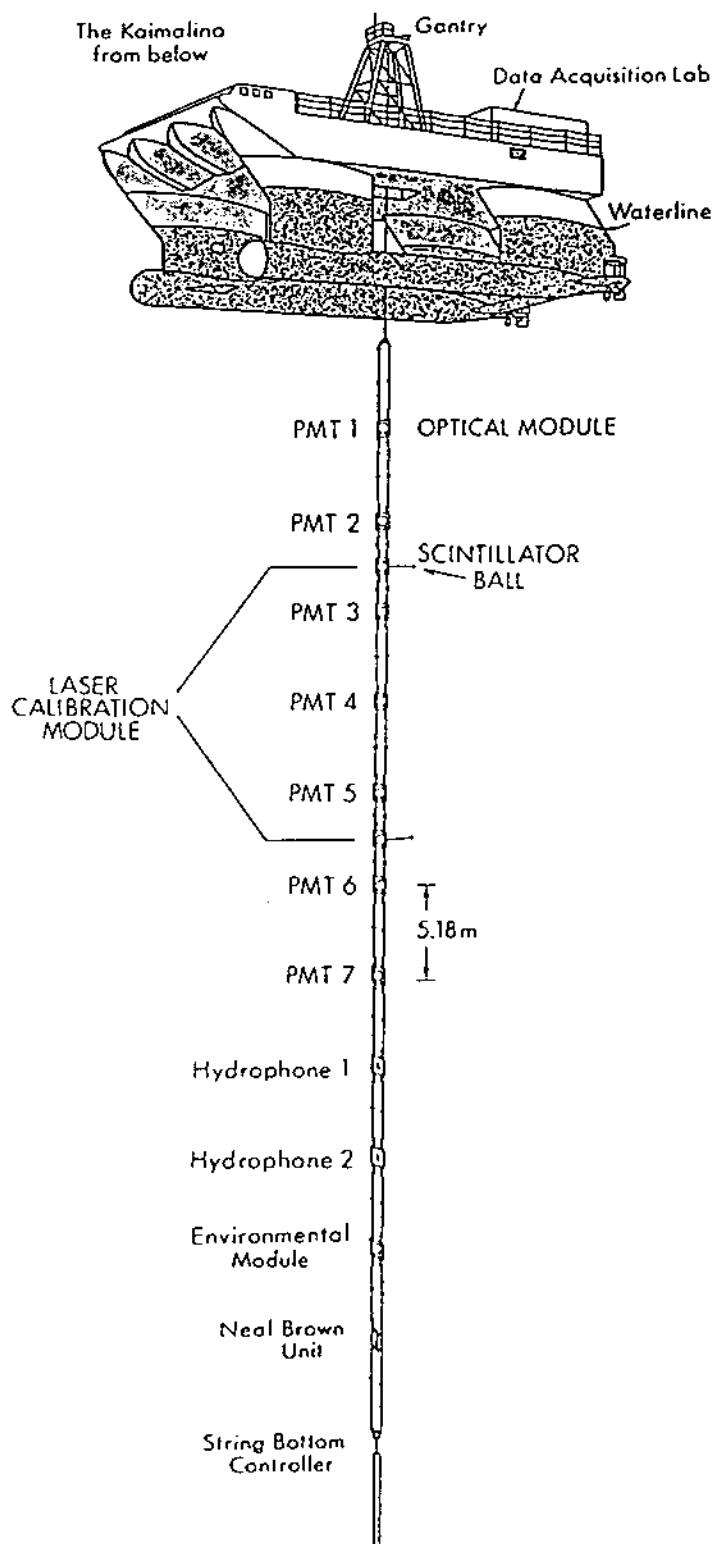 The Kaimalino
from below
Gantry
Data Acquisition Lab
Waterline
PMT 1
OPTICAL MODULE
PMT 2
SCINTILLATOR
BALL
PMT 3
LASER
CALIBRATION
MODULE
PMT 4
PMT 5
PMT 6
5.18m
PMT 7
Hydrophone 1
Hydrophone 2
Environmental
Module
Neal Brown
Unit
String Bottom
Controller